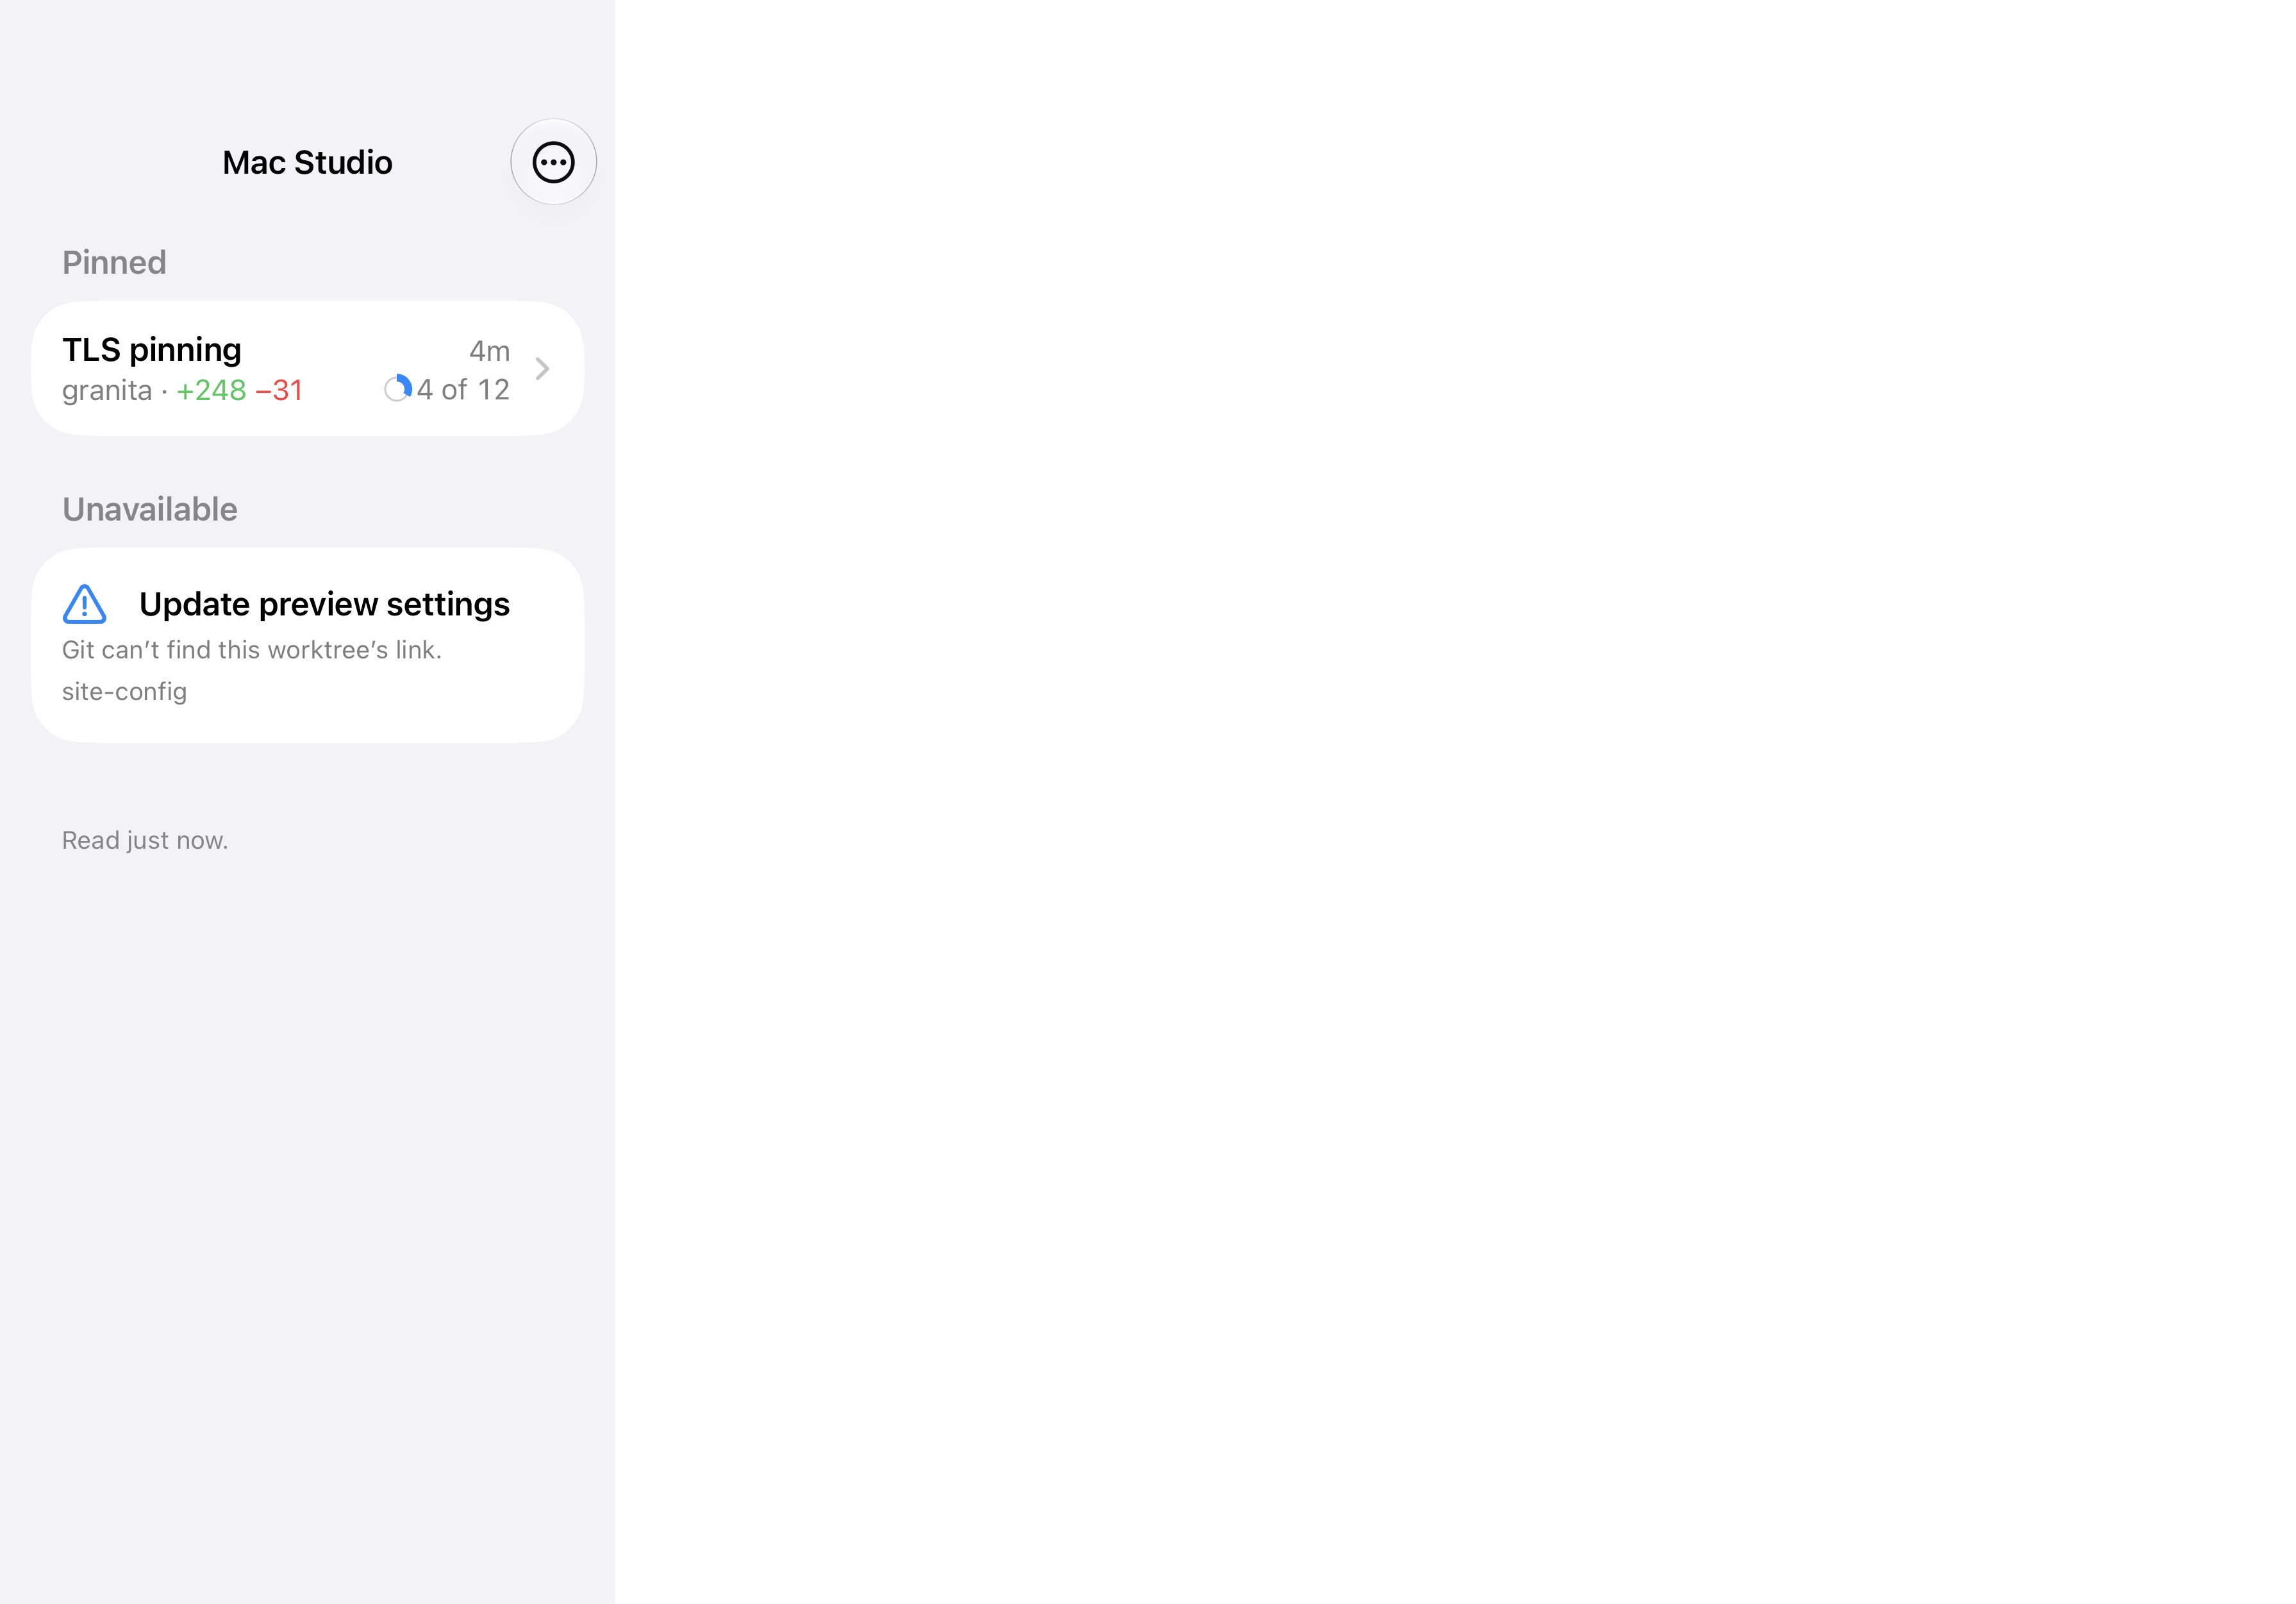 Mac Studio
Pinned
TLS pinning 4m
granita · +248 −31 4 of 12
Unavailable
Update preview settings
Git can’t find this worktree’s link.
site-config
Read just now.